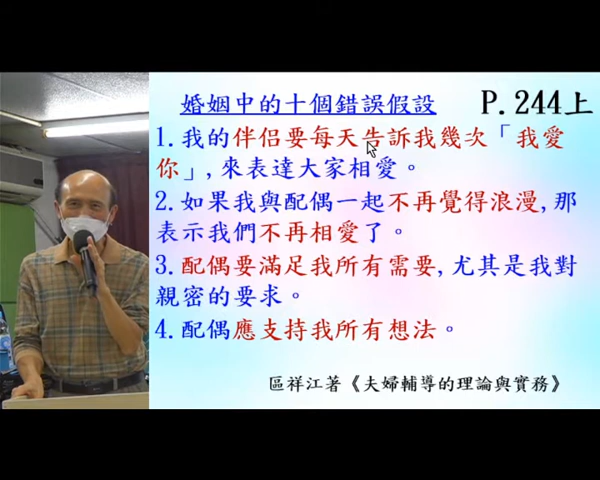 婚姻中的十個錯誤假設 P.244上
1.我的伴侶要每天告訴我幾次「我愛
你」,來表達大家相愛。
2.如果我與配偶一起不再覺得浪漫,那
表示我們不再相愛了。
3.配偶要滿足我所有需要,尤其是我對
親密的要求。
4.配偶應支持我所有想法。
區祥江著《夫婦輔導的理論與實務》